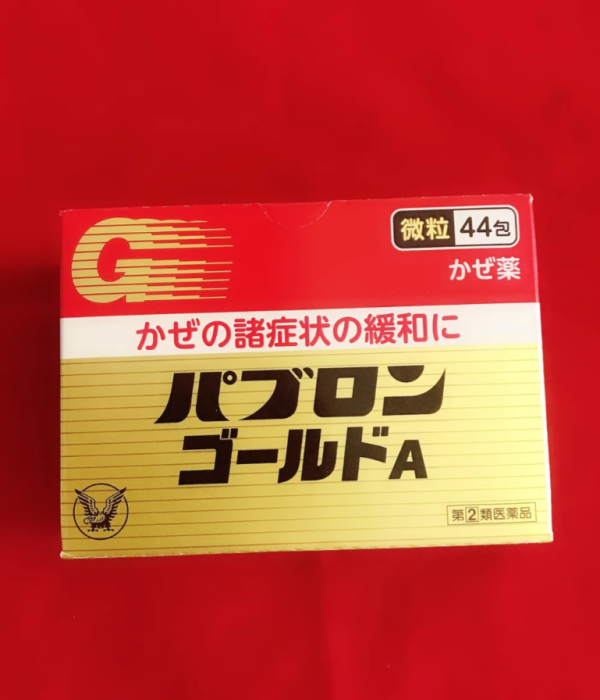 G
微粒 44包
かぜ薬
かぜの諸症状の緩和に
パブロン
ゴールドA
第②類医薬品